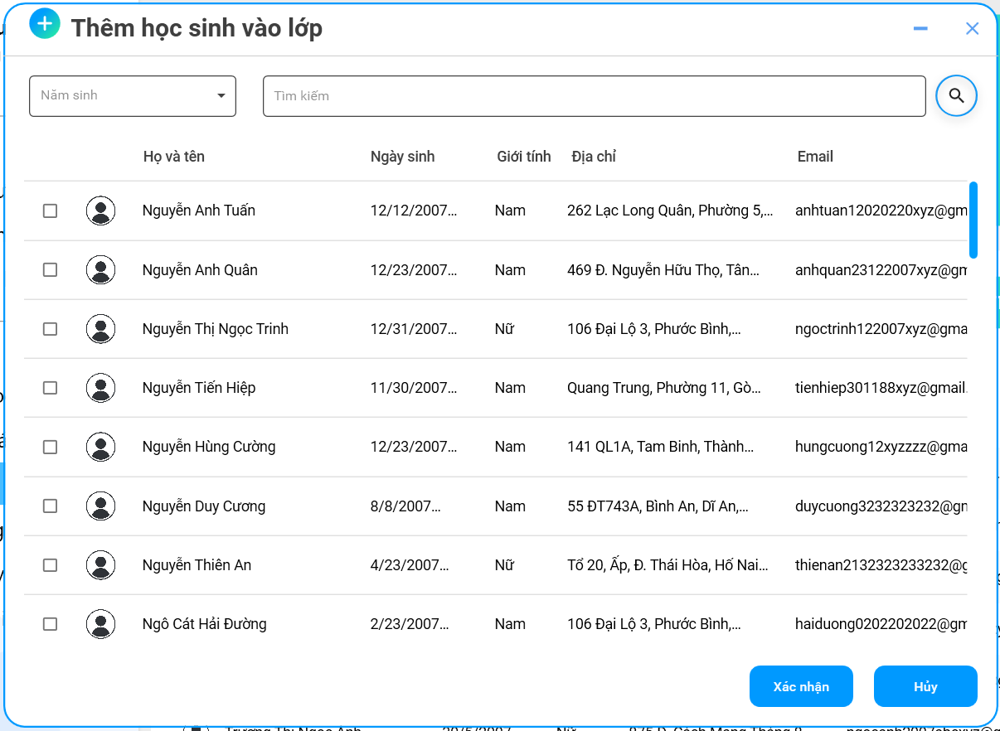 Thêm học sinh vào lớp
Năm sinh
Tìm kiếm
Họ và tên Ngày sinh Giới tính Địa chỉ Email
Nguyễn Anh Tuấn 12/12/2007... Nam 262 Lạc Long Quân, Phường 5,... anhtuan12020220xyz@gm
Nguyễn Anh Quân 12/23/2007... Nam 469 Đ. Nguyễn Hữu Thọ, Tân... anhquan23122007xyz@gm
Nguyễn Thị Ngọc Trinh 12/31/2007... Nữ 106 Đại Lộ 3, Phước Bình,... ngoctrinh122007xyz@gma
Nguyễn Tiến Hiệp 11/30/2007... Nam Quang Trung, Phường 11, Gò... tienhiep301188xyz@gmail.
Nguyễn Hùng Cường 12/23/2007... Nam 141 QL1A, Tam Binh, Thành... hungcuong12xyzzzz@gma
Nguyễn Duy Cương 8/8/2007... Nam 55 ĐT743A, Bình An, Dĩ An,... duycuong3232323232@gm
Nguyễn Thiên An 4/23/2007... Nữ Tổ 20, Ấp, Đ. Thái Hòa, Hố Nai... thienan2132323233232@g
Ngô Cát Hải Đường 2/23/2007... Nam 106 Đại Lộ 3, Phước Bình,... haiduong0202202022@gm
Xác nhận Hủy